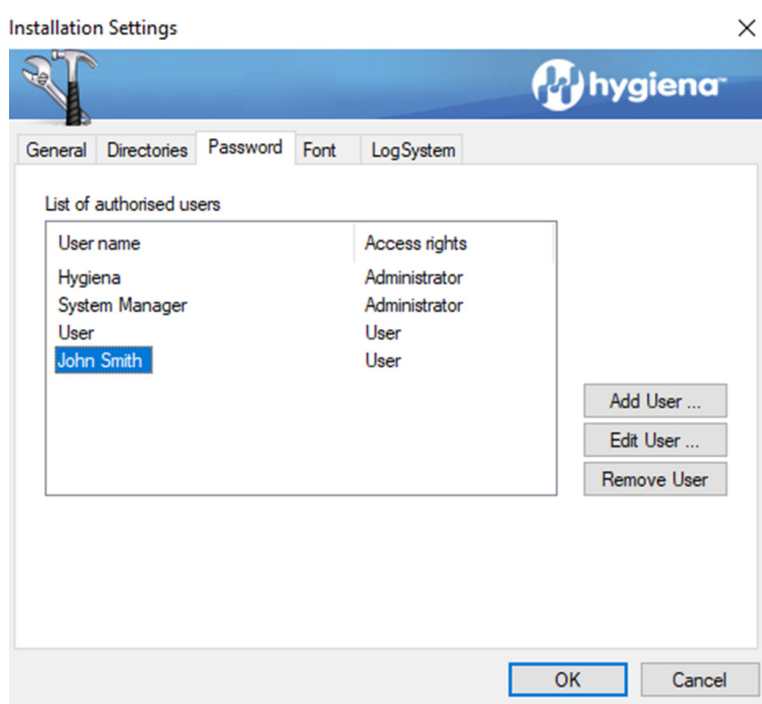 Installation Settings
hygiena™
General Directories Password Font LogSystem
List of authorised users
User name Access rights
Hygiena Administrator
System Manager Administrator
User User
John Smith User
Add User ...
Edit User ...
Remove User
OK Cancel